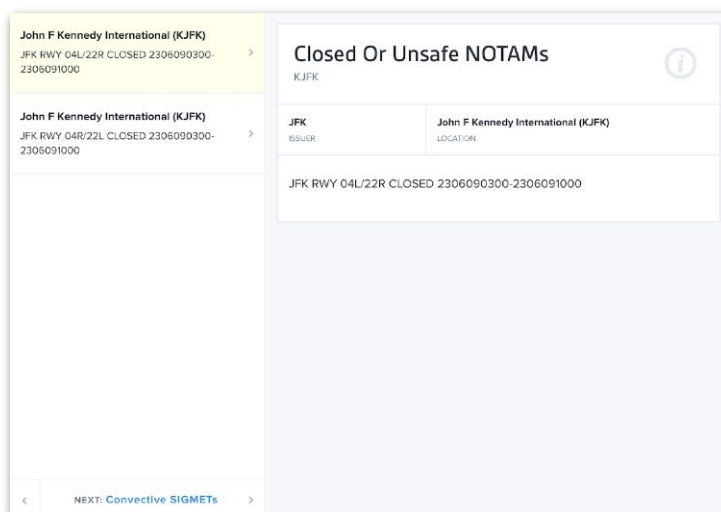 John F Kennedy International (KJFK)
JFK RWY 04L/22R CLOSED 2306090300-
2306091000
John F Kennedy International (KJFK)
JFK RWY 04R/22L CLOSED 2306090300-
2306091000
NEXT: Convective SIGMETs
Closed Or Unsafe NOTAMs
KJFK
JFK
ISSUER
John F Kennedy International (KJFK)
LOCATION
JFK RWY 04L/22R CLOSED 2306090300-2306091000